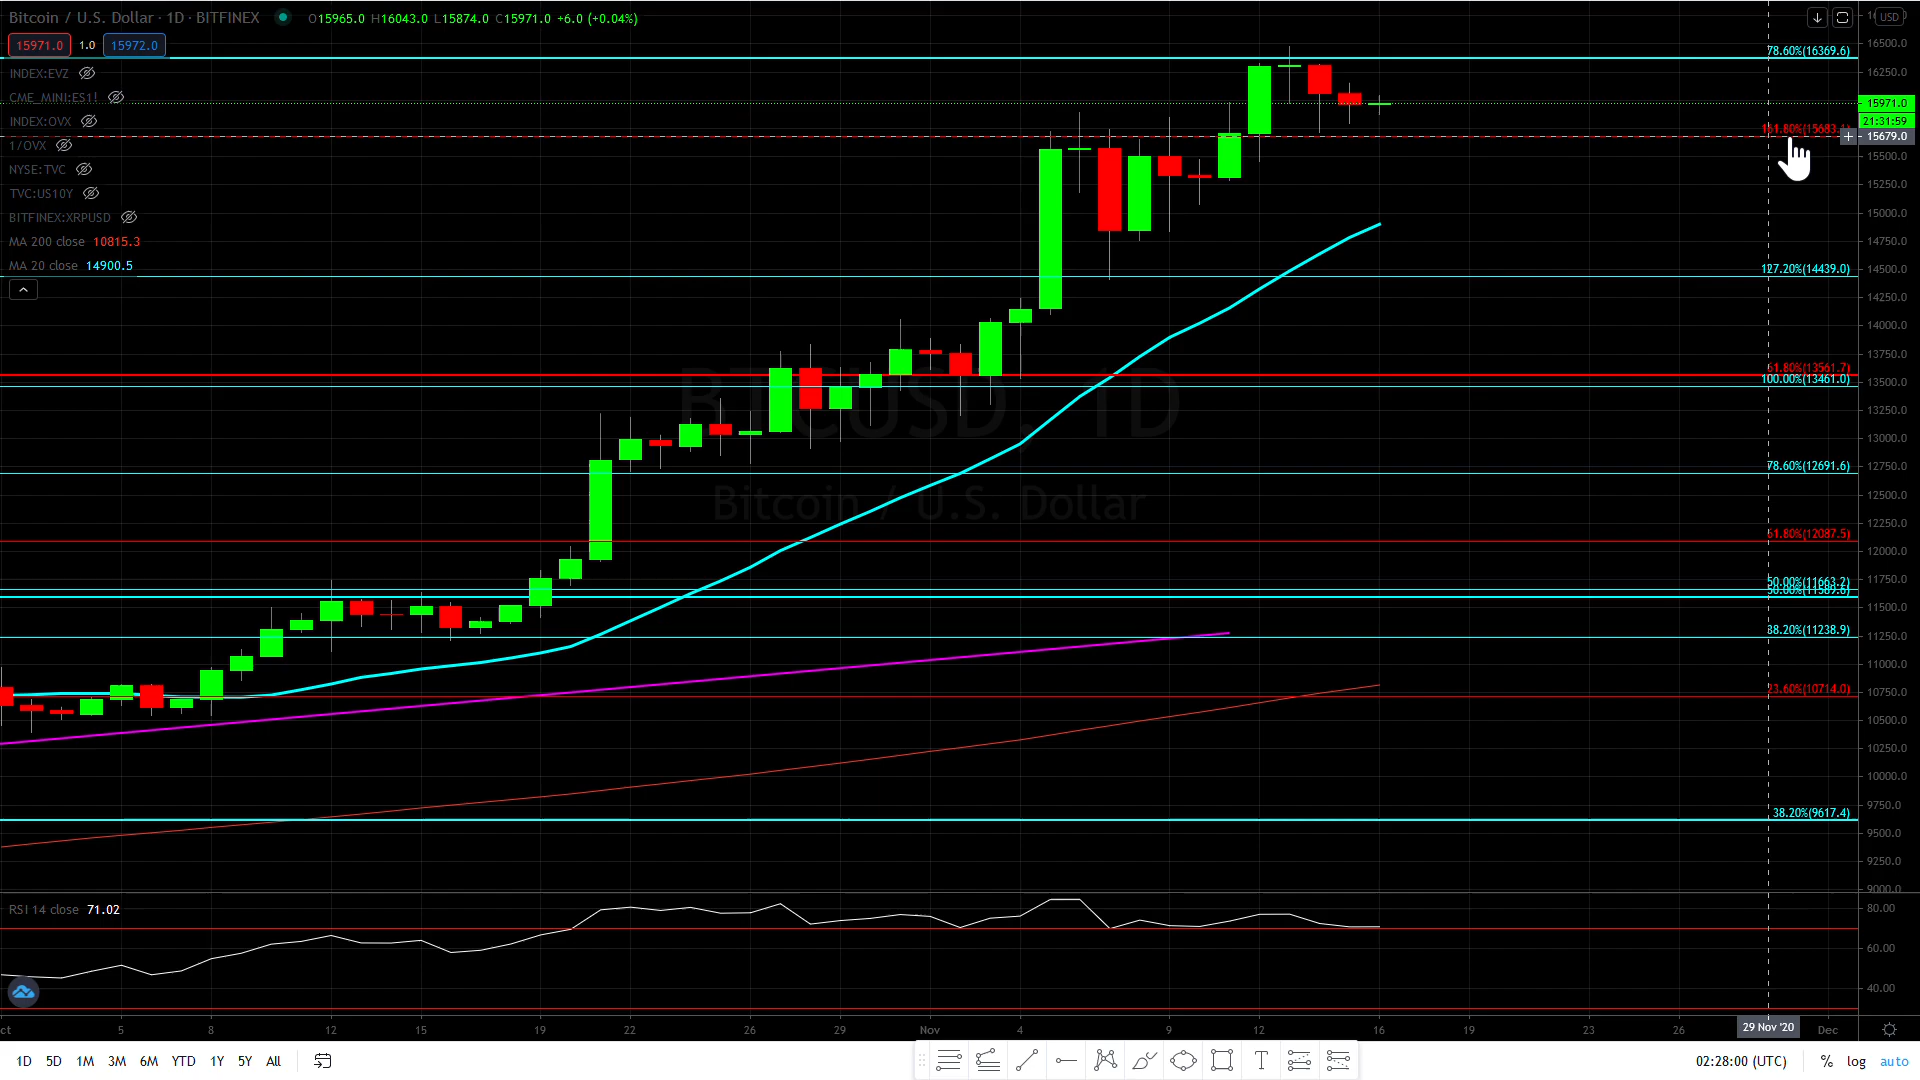 Bitcoin / U.S. Dollar · 1D · BITFINEX O15965.0 H16043.0 L15874.0 C15971.0 +6.0 (+0.04%)
15971.0 1.0 15972.0
INDEX:EVZ
CME_MINI:ES1!
INDEX:OVX
1/OVX
NYSE:TVC
TVC:US10Y
BITFINEX:XRPUSD
MA 200 close 10815.3
MA 20 close 14900.5
BTCUSD, 1D
Bitcoin / U.S. Dollar
78.60%(16369.6)
127.20%(14439.0)
61.80%(13561.7)
100.00%(13461.0)
78.60%(12691.6)
61.80%(12087.5)
50.00%(11663.2)
38.20%(11238.9)
23.60%(10714.0)
38.20%(9617.4)
USD
16500.0
16250.0
15971.0
21:31:59
15679.0
15500.0
15250.0
15000.0
14750.0
14500.0
14250.0
14000.0
13750.0
13500.0
13250.0
13000.0
12750.0
12500.0
12250.0
12000.0
11750.0
11500.0
11250.0
11000.0
10750.0
10500.0
10250.0
10000.0
9750.0
9500.0
9250.0
9000.0
RSI 14 close 71.02
80.00
60.00
40.00
ct 5 8 12 15 19 22 26 29 Nov 4 9 12 16 19 23 26 29 Nov '20 Dec
1D 5D 1M 3M 6M YTD 1Y 5Y All T 02:28:00 (UTC) % log auto